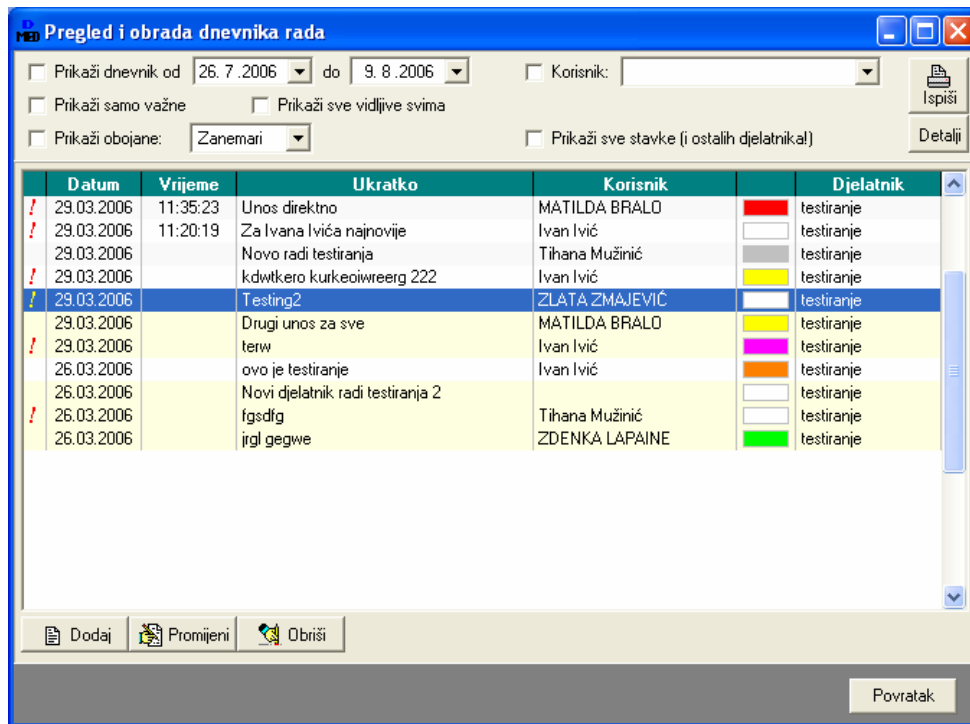 D MED Pregled i obrada dnevnika rada
Prikaži dnevnik od 26. 7 .2006 do 9. 8 .2006 Korisnik:
Ispiši
Prikaži samo važne Prikaži sve vidljive svima
Prikaži obojane: Zanemari Prikaži sve stavke (i ostalih djelatnika!) Detalji
Datum Vrijeme Ukratko Korisnik Djelatnik
! 29.03.2006 11:35:23 Unos direktno MATILDA BRALO testiranje
! 29.03.2006 11:20:19 Za Ivana Ivića najnovije Ivan Ivić testiranje
29.03.2006 Novo radi testiranja Tihana Mužinić testiranje
! 29.03.2006 kdwtkero kurkeoiwreerg 222 Ivan Ivić testiranje
! 29.03.2006 Testing2 ZLATA ZMAJEVIĆ testiranje
29.03.2006 Drugi unos za sve MATILDA BRALO testiranje
! 29.03.2006 terw Ivan Ivić testiranje
26.03.2006 ovo je testiranje Ivan Ivić testiranje
26.03.2006 Novi djelatnik radi testiranja 2 testiranje
! 26.03.2006 fgsdfg Tihana Mužinić testiranje
26.03.2006 jrgl gegwe ZDENKA LAPAINE testiranje
Dodaj Promijeni Obriši
Povratak